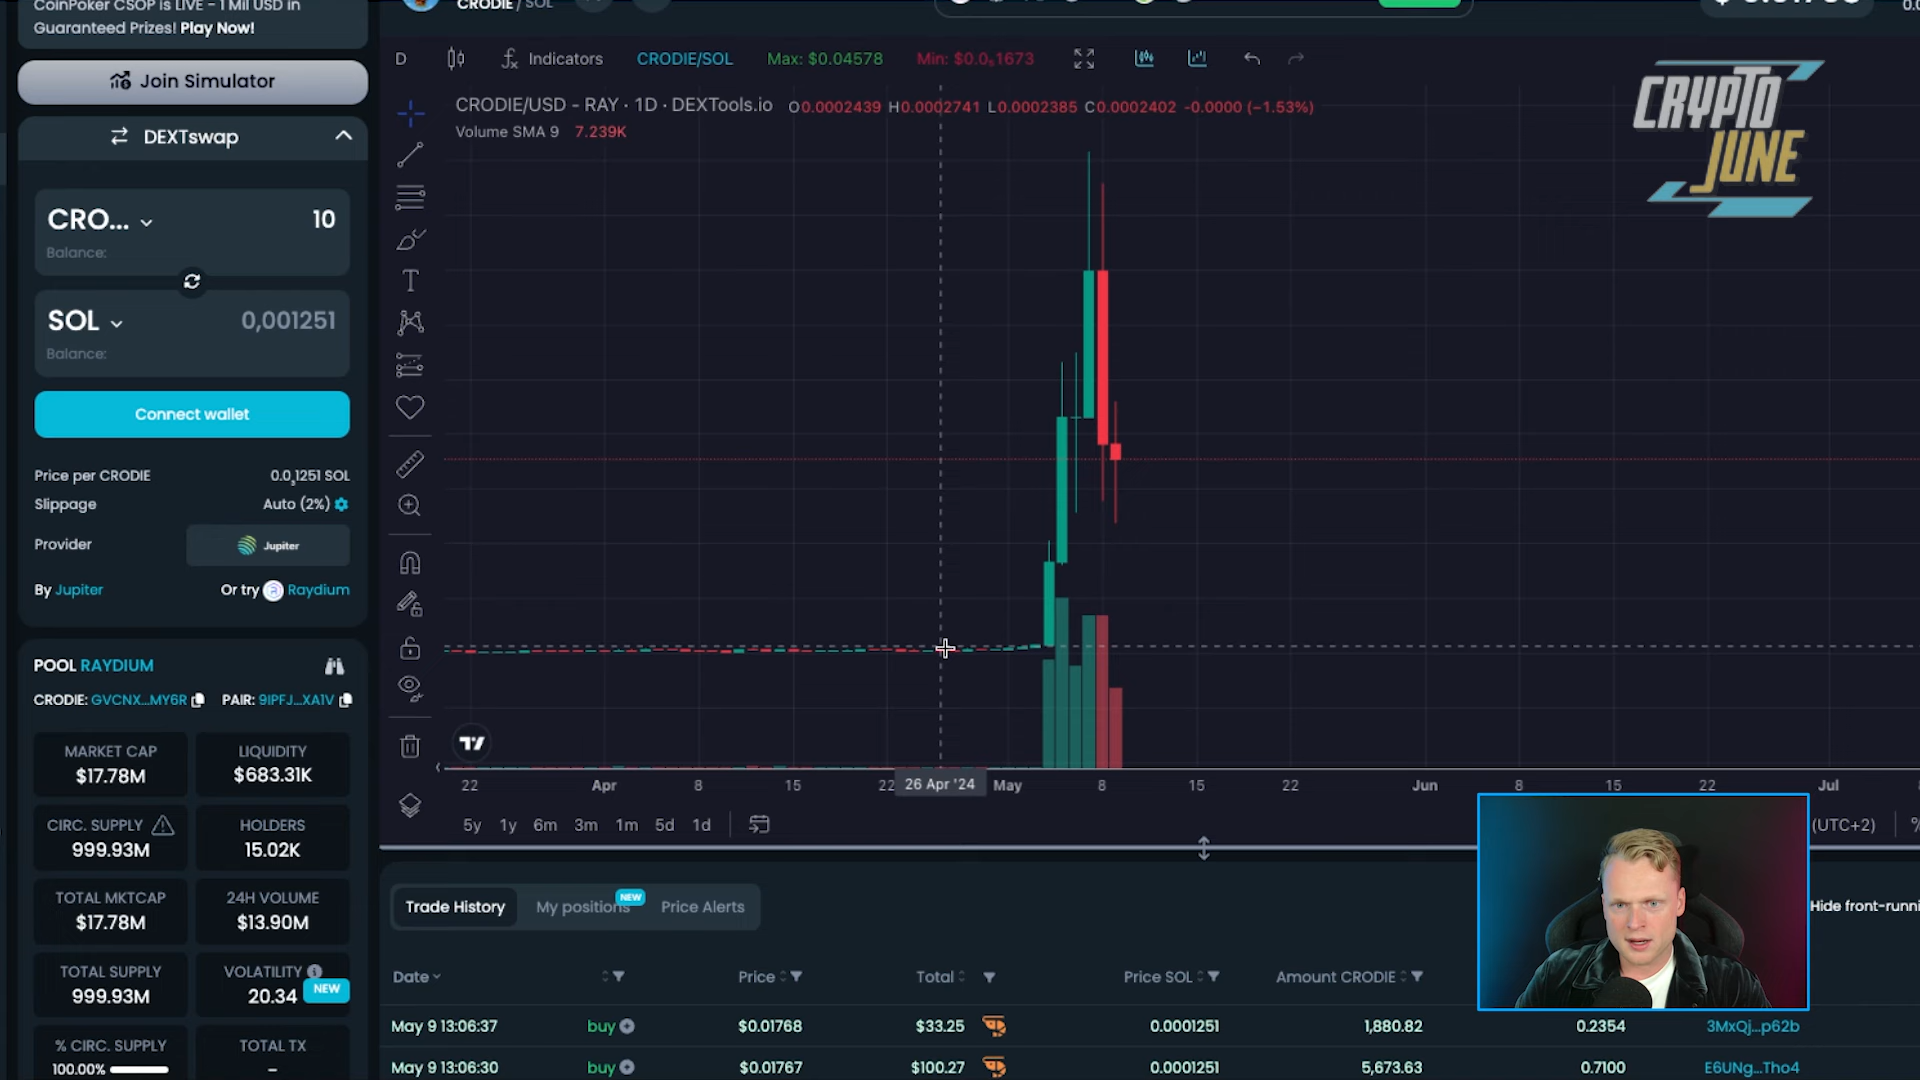 CoinPoker CSOP is LIVE - 1 Mil USD in
Guaranteed Prizes! Play Now!
Join Simulator
DEXTswap
CRO... 10
Balance:
SOL 0,001251
Balance:
Connect wallet
Price per CRODIE 0.0₅1251 SOL
Slippage Auto (2%)
Provider Jupiter
By Jupiter Or try Raydium
POOL RAYDIUM
CRODIE: GVCNX...MY6R PAIR: 9IPFJ...XA1V
MARKET CAP LIQUIDITY
$17.78M $683.31K
CIRC. SUPPLY HOLDERS
999.93M 15.02K
TOTAL MKTCAP 24H VOLUME
$17.78M $13.90M
TOTAL SUPPLY VOLATILITY
999.93M 20.34 NEW
% CIRC. SUPPLY TOTAL TX
100.00% -
CRODIE / SOL
D Indicators CRODIE/SOL Max: $0.04578 Min: $0.0₅1673
CRODIE/USD - RAY · 1D · DEXTools.io O0.0002439 H0.0002741 L0.0002385 C0.0002402 -0.0000 (−1.53%)
Volume SMA 9 7.239K
CRYPTO
JUNE
22 Apr 8 15 22 26 Apr '24 May 8 15 22 Jun 8 15 22 Jul
5y 1y 6m 3m 1m 5d 1d (UTC+2) %
Trade History My positions NEW Price Alerts
Date Price Total Price SOL Amount CRODIE
May 9 13:06:37 buy $0.01768 $33.25 0.0001251 1,880.82 0.2354 3MxQj...p62b
May 9 13:06:30 buy $0.01767 $100.27 0.0001251 5,673.63 0.7100 E6UNg...Tho4